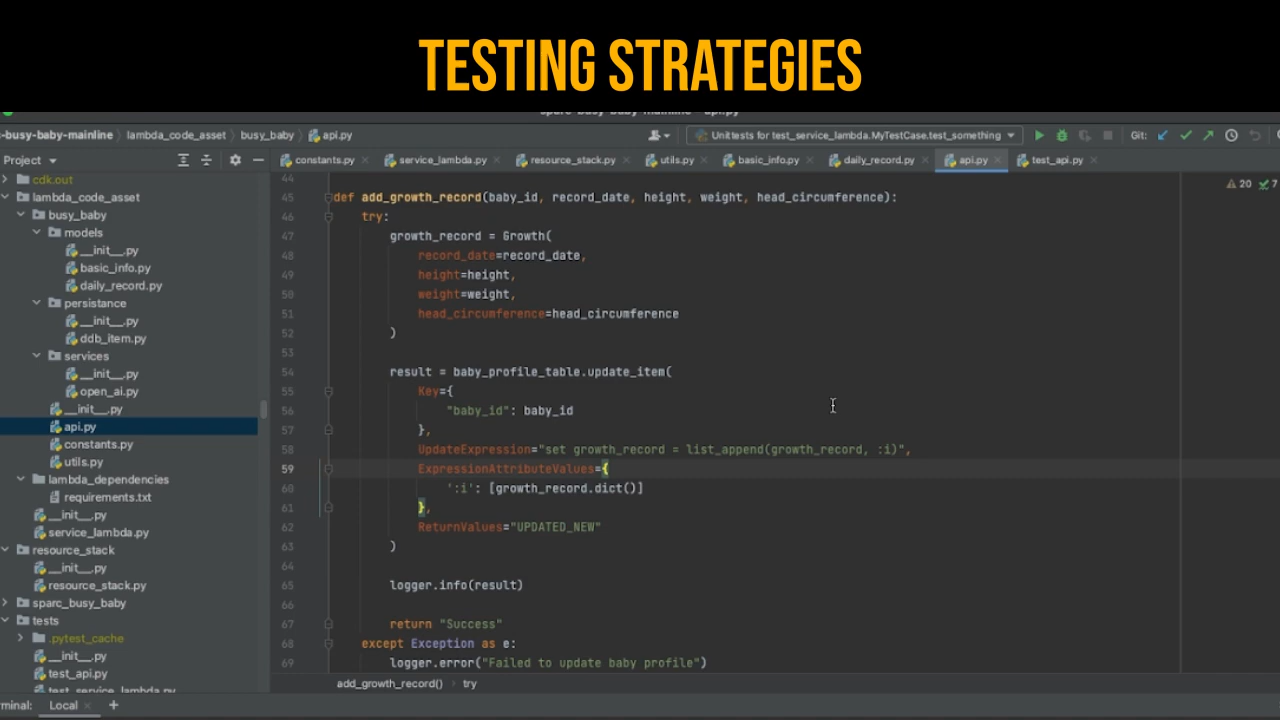 TESTING STRATEGIES
-busy-baby-mainline lambda_code_asset busy_baby api.py Unit tests for test_service_lambda.MyTestCase.test_something Git:
Project constants.py service_lambda.py resource_stack.py utils.py basic_info.py daily_record.py api.py test_api.py
cdk.out
lambda_code_asset
busy_baby
models
__init__.py
basic_info.py
daily_record.py
persistance
__init__.py
ddb_item.py
services
__init__.py
open_ai.py
__init__.py
api.py
constants.py
utils.py
lambda_dependencies
requirements.txt
__init__.py
service_lambda.py
resource_stack
__init__.py
resource_stack.py
sparc_busy_baby
tests
.pytest_cache
__init__.py
test_api.py
test_service_lambda.py
20 7
44
45 def add_growth_record(baby_id, record_date, height, weight, head_circumference):
46 try:
47 growth_record = Growth(
48 record_date=record_date,
49 height=height,
50 weight=weight,
51 head_circumference=head_circumference
52 )
53
54 result = baby_profile_table.update_item(
55 Key={
56 "baby_id": baby_id
57 },
58 UpdateExpression="set growth_record = list_append(growth_record, :i)",
59 ExpressionAttributeValues={
60 ':i': [growth_record.dict()]
61 },
62 ReturnValues="UPDATED_NEW"
63 )
64
65 logger.info(result)
66
67 return "Success"
68 except Exception as e:
69 logger.error("Failed to update baby profile")
add_growth_record() try
minal: Local +